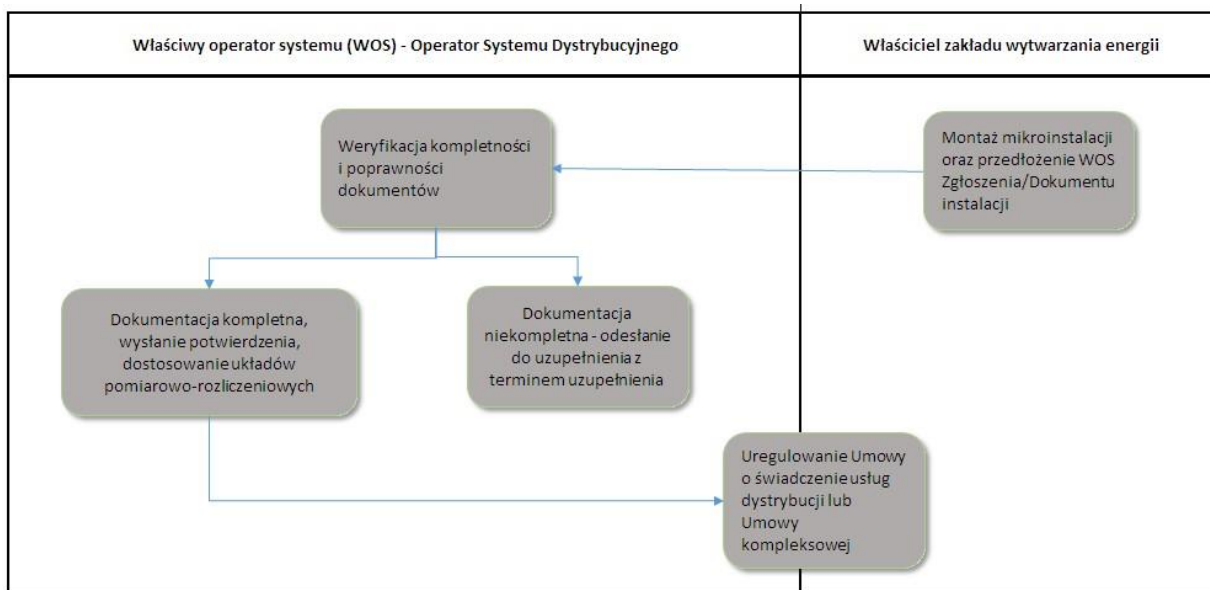 Właściwy operator systemu (WOS) - Operator Systemu Dystrybucyjnego
Właściciel zakładu wytwarzania energii
Weryfikacja kompletności
i poprawności
dokumentów
Montaż mikroinstalacji
oraz przedłożenie WOS
Zgłoszenia/Dokumentu
instalacji
Dokumentacja kompletna,
wysłanie potwierdzenia,
dostosowanie układów
pomiarowo-rozliczeniowych
Dokumentacja
niekompletna - odesłanie
do uzupełnienia z
terminem uzupełnienia
Uregulowanie Umowy
o świadczenie usług
dystrybucji lub
Umowy
kompleksowej